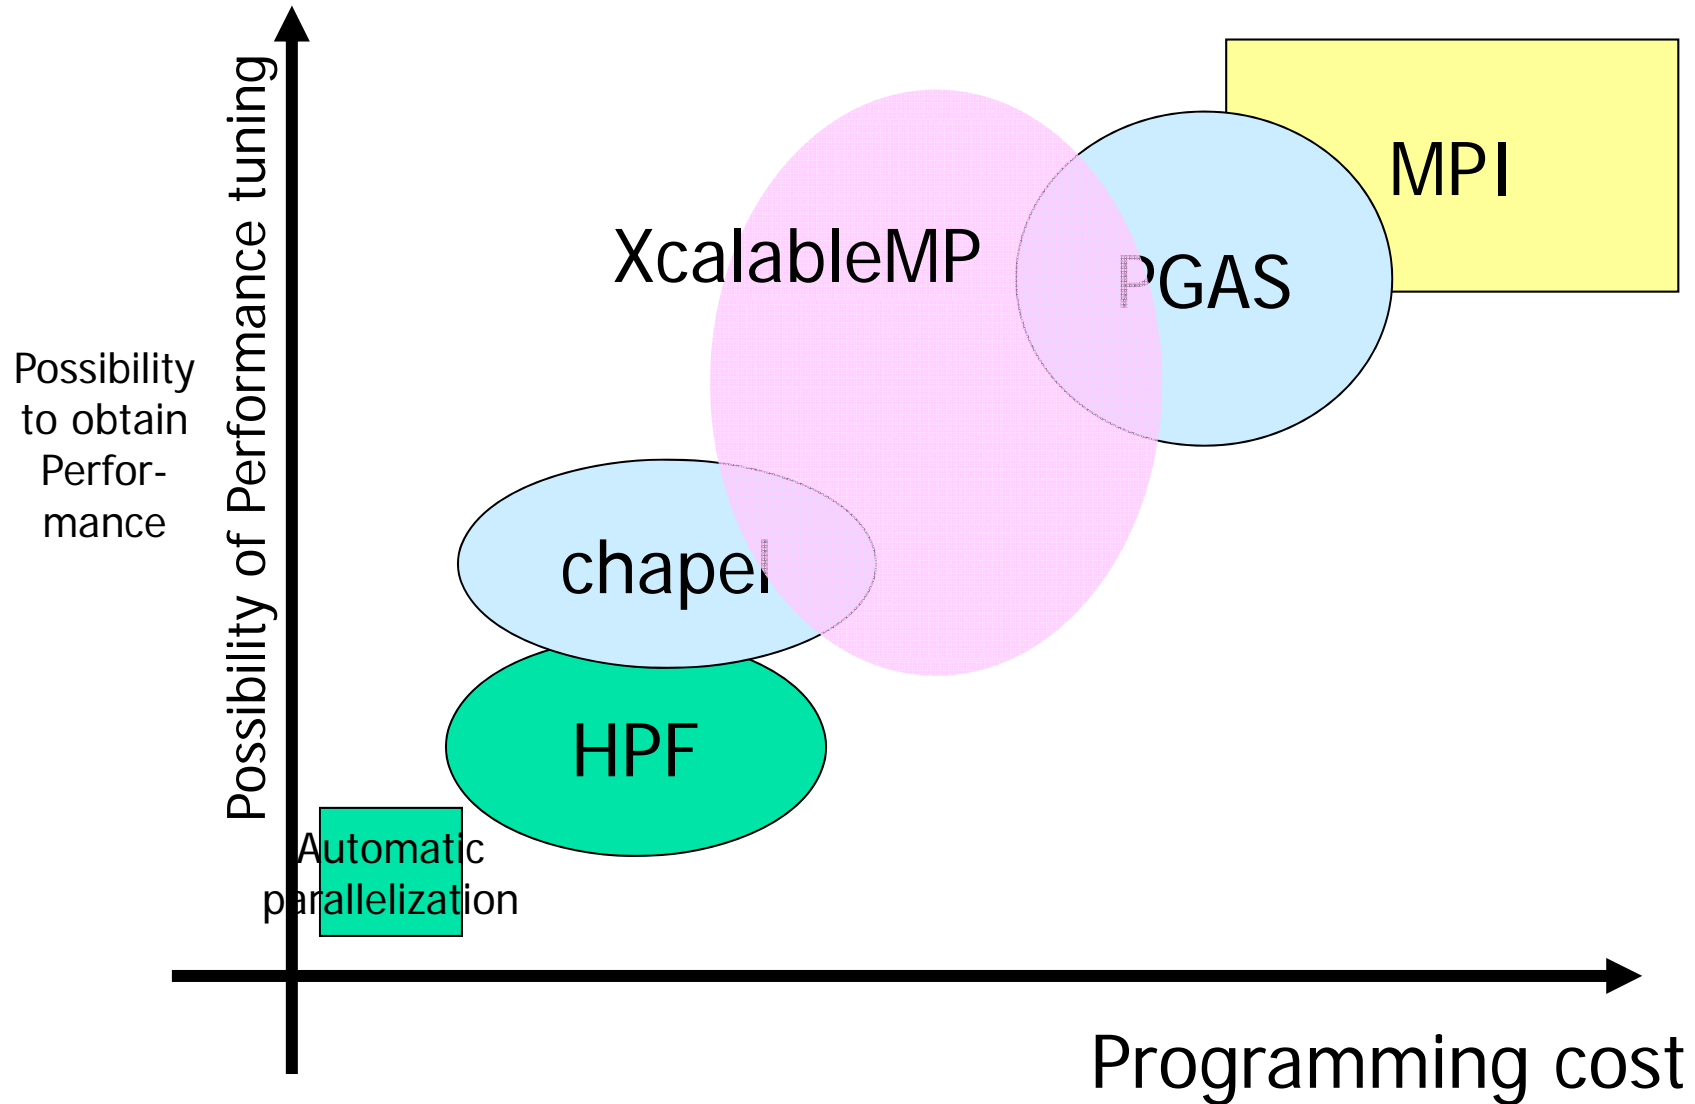 Possibility of Performance tuning
Possibility
to obtain
Perfor-
mance
MPI
XcalableMP
PGAS
chapel
HPF
Automatic
parallelization
Programming cost